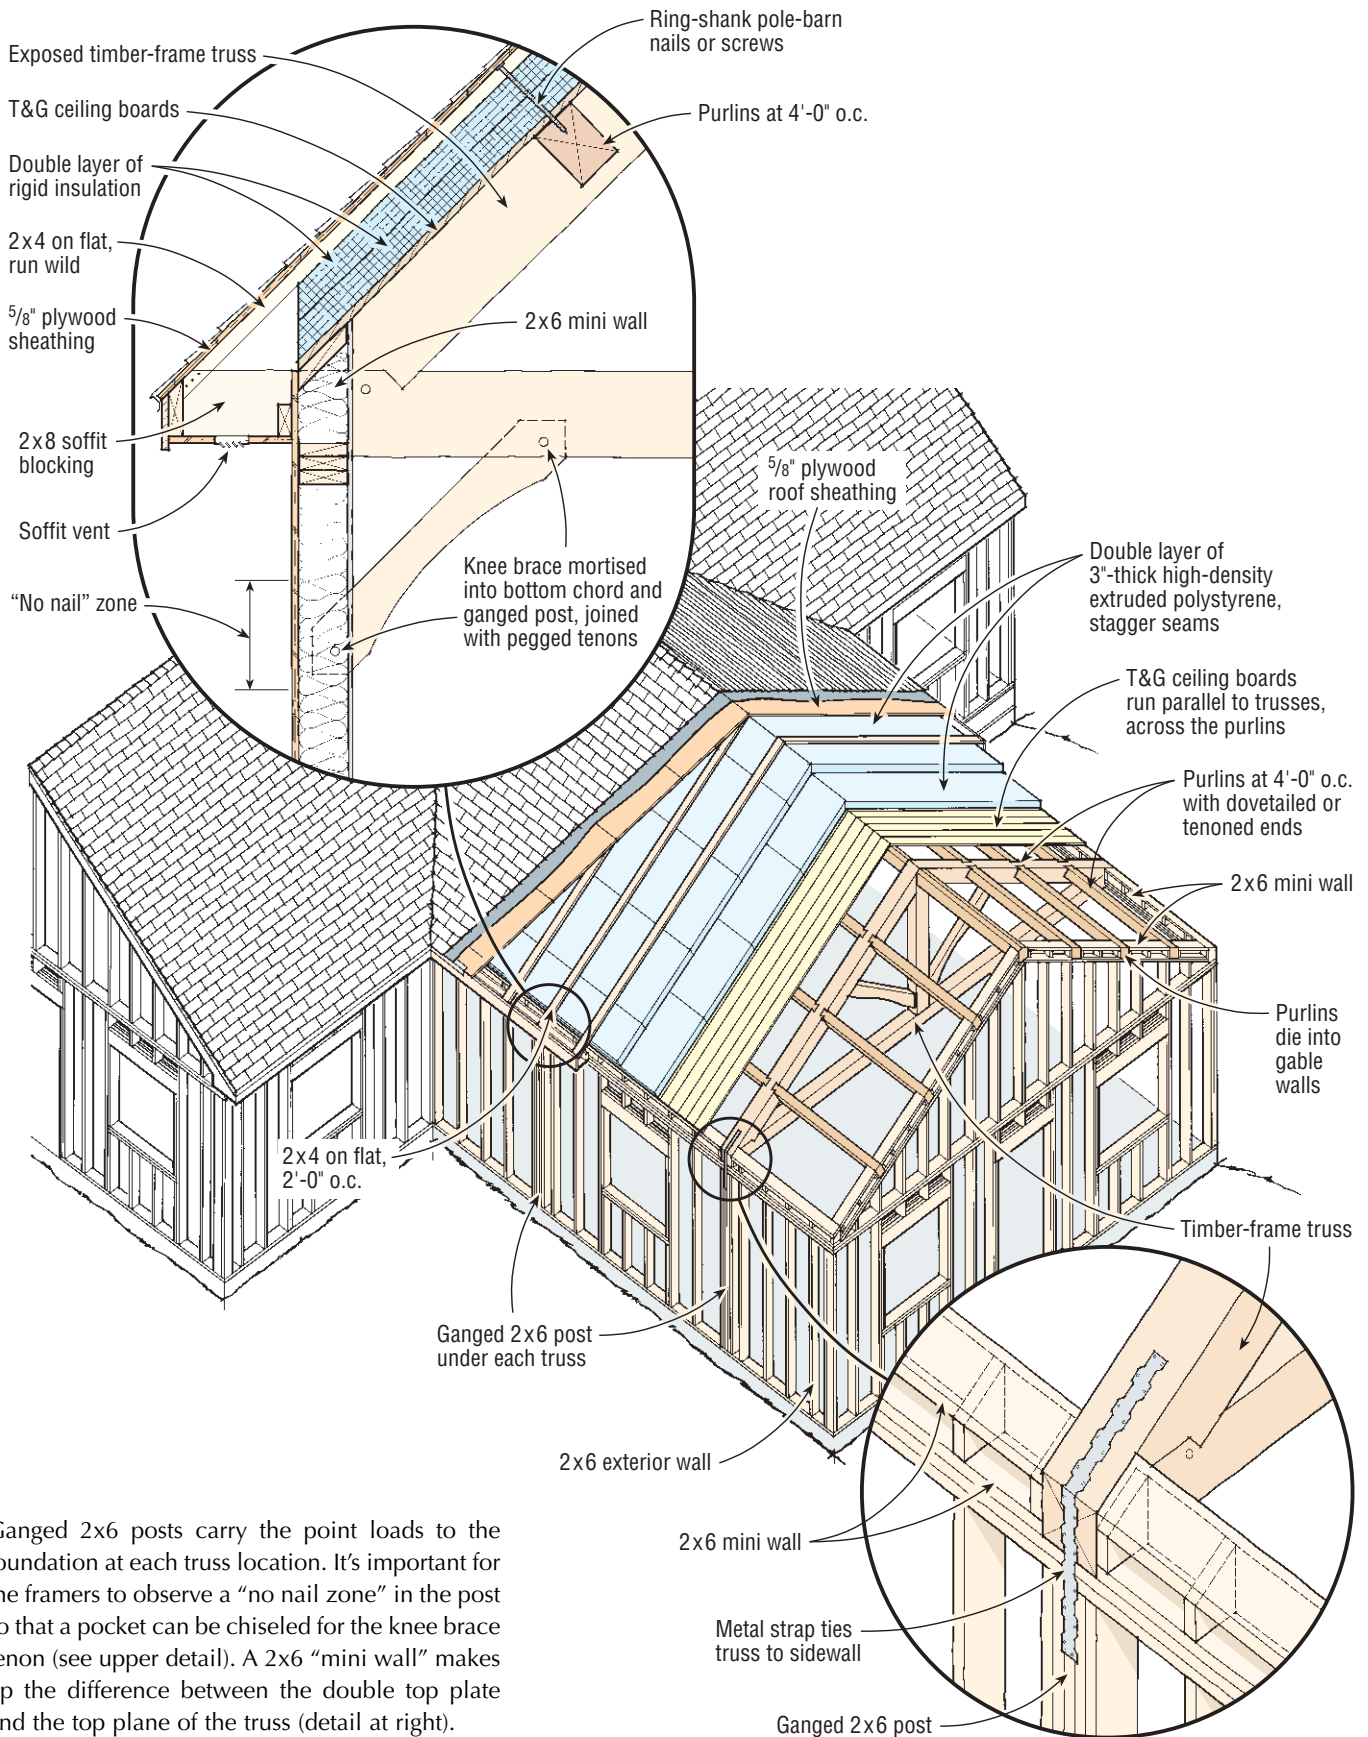 Ring-shank pole-barn
nails or screws
Exposed timber-frame truss
T&G ceiling boards
Purlins at 4'-0" o.c.
Double layer of
rigid insulation
2x4 on flat,
run wild
5/8" plywood
sheathing
2x6 mini wall
2x8 soffit
blocking
Soffit vent
"No nail" zone
Knee brace mortised
into bottom chord and
ganged post, joined
with pegged tenons
5/8" plywood
roof sheathing
Double layer of
3"-thick high-density
extruded polystyrene,
stagger seams
T&G ceiling boards
run parallel to trusses,
across the purlins
Purlins at 4'-0" o.c.
with dovetailed or
tenoned ends
2x6 mini wall
Purlins
die into
gable
walls
2x4 on flat,
2'-0" o.c.
Timber-frame truss
Ganged 2x6 post
under each truss
2x6 exterior wall
2x6 mini wall
Metal strap ties
truss to sidewall
Ganged 2x6 post
Ganged 2x6 posts carry the point loads to the
oundation at each truss location. It's important for
he framers to observe a "no nail zone" in the post
o that a pocket can be chiseled for the knee brace
enon (see upper detail). A 2x6 "mini wall" makes
p the difference between the double top plate
nd the top plane of the truss (detail at right).